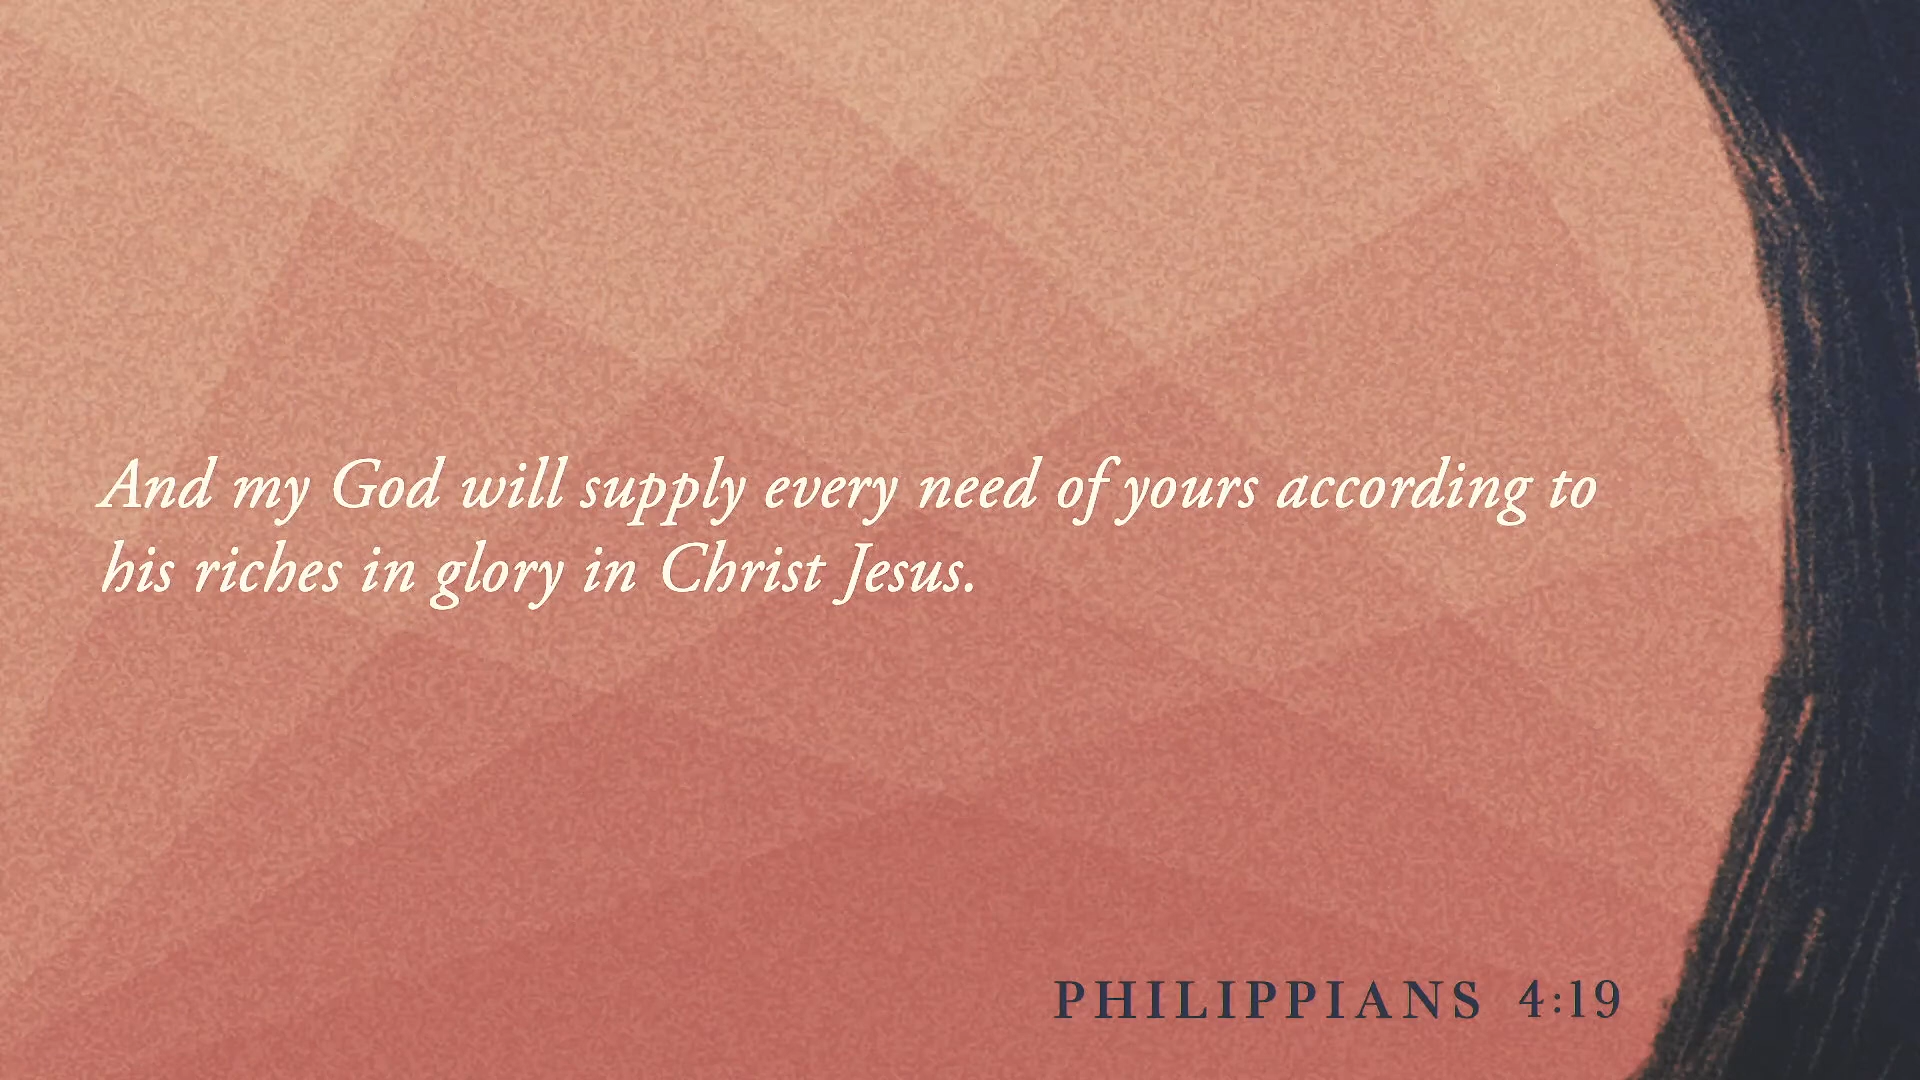 And my God will supply every need of yours according to
his riches in glory in Christ Jesus.
PHILIPPIANS 4:19